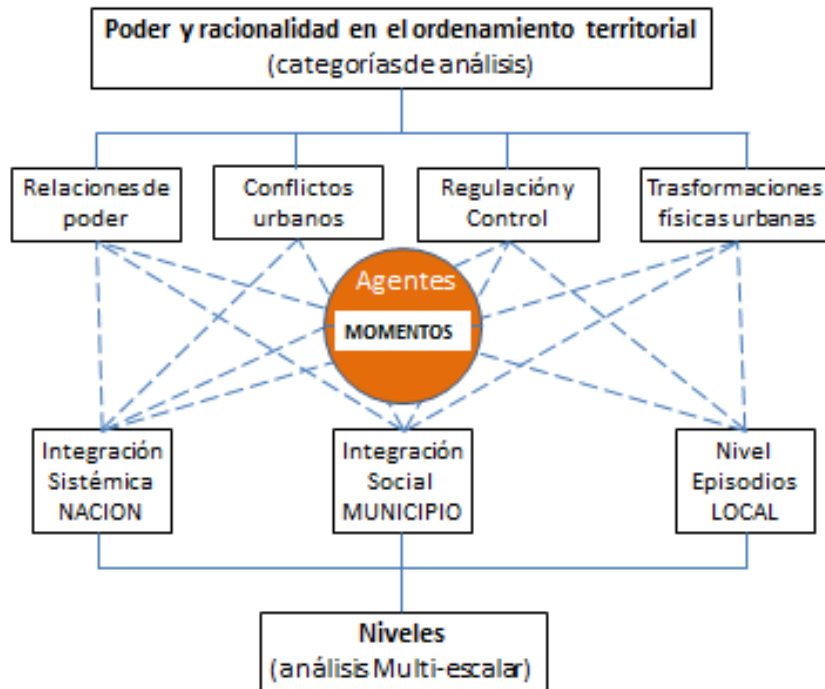 Poder y racionalidad en el ordenamiento territorial
(categorías de análisis)
Relaciones de
poder
Conflictos
urbanos
Regulación y
Control
Trasformaciones
físicas urbanas
Agentes
MOMENTOS
Integración
Sistémica
NACION
Integración
Social
MUNICIPIO
Nivel
Episodios
LOCAL
Niveles
(análisis Multi-escalar)